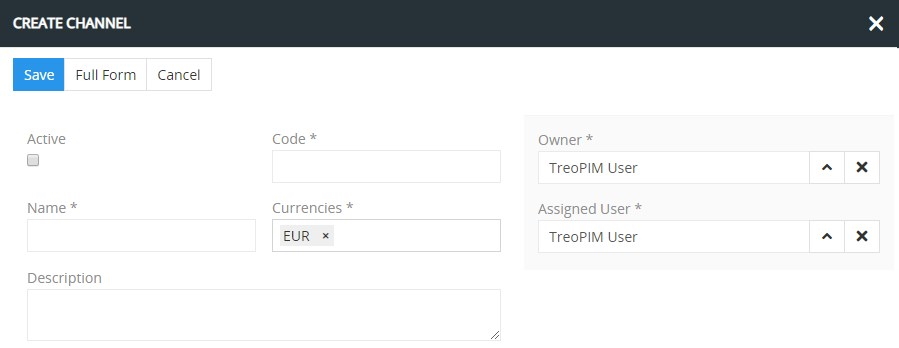 CREATE CHANNEL
Save Full Form Cancel
Active
Code *
Owner *
TreoPIM User
Name *
Currencies *
EUR ×
Assigned User *
TreoPIM User
Description